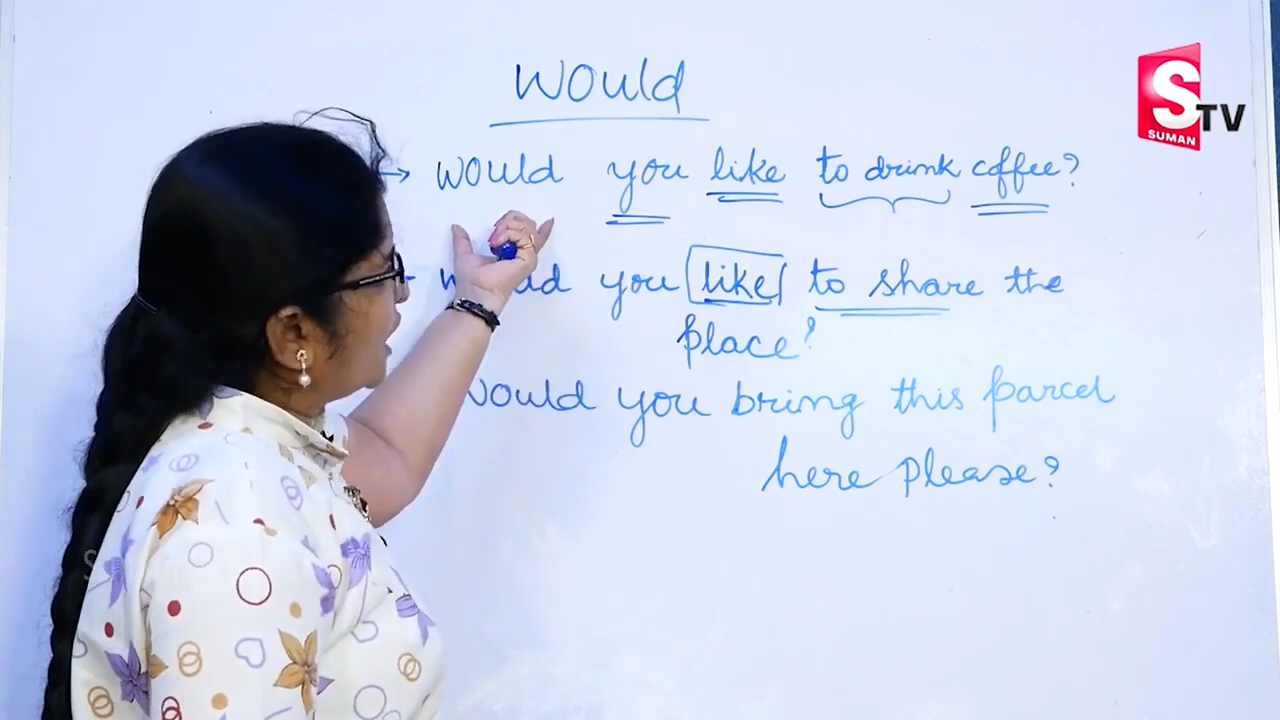 Would
S TV
SUMAN
would you like to drink coffee?
you like to share the
place?
would you bring this parcel
here please?